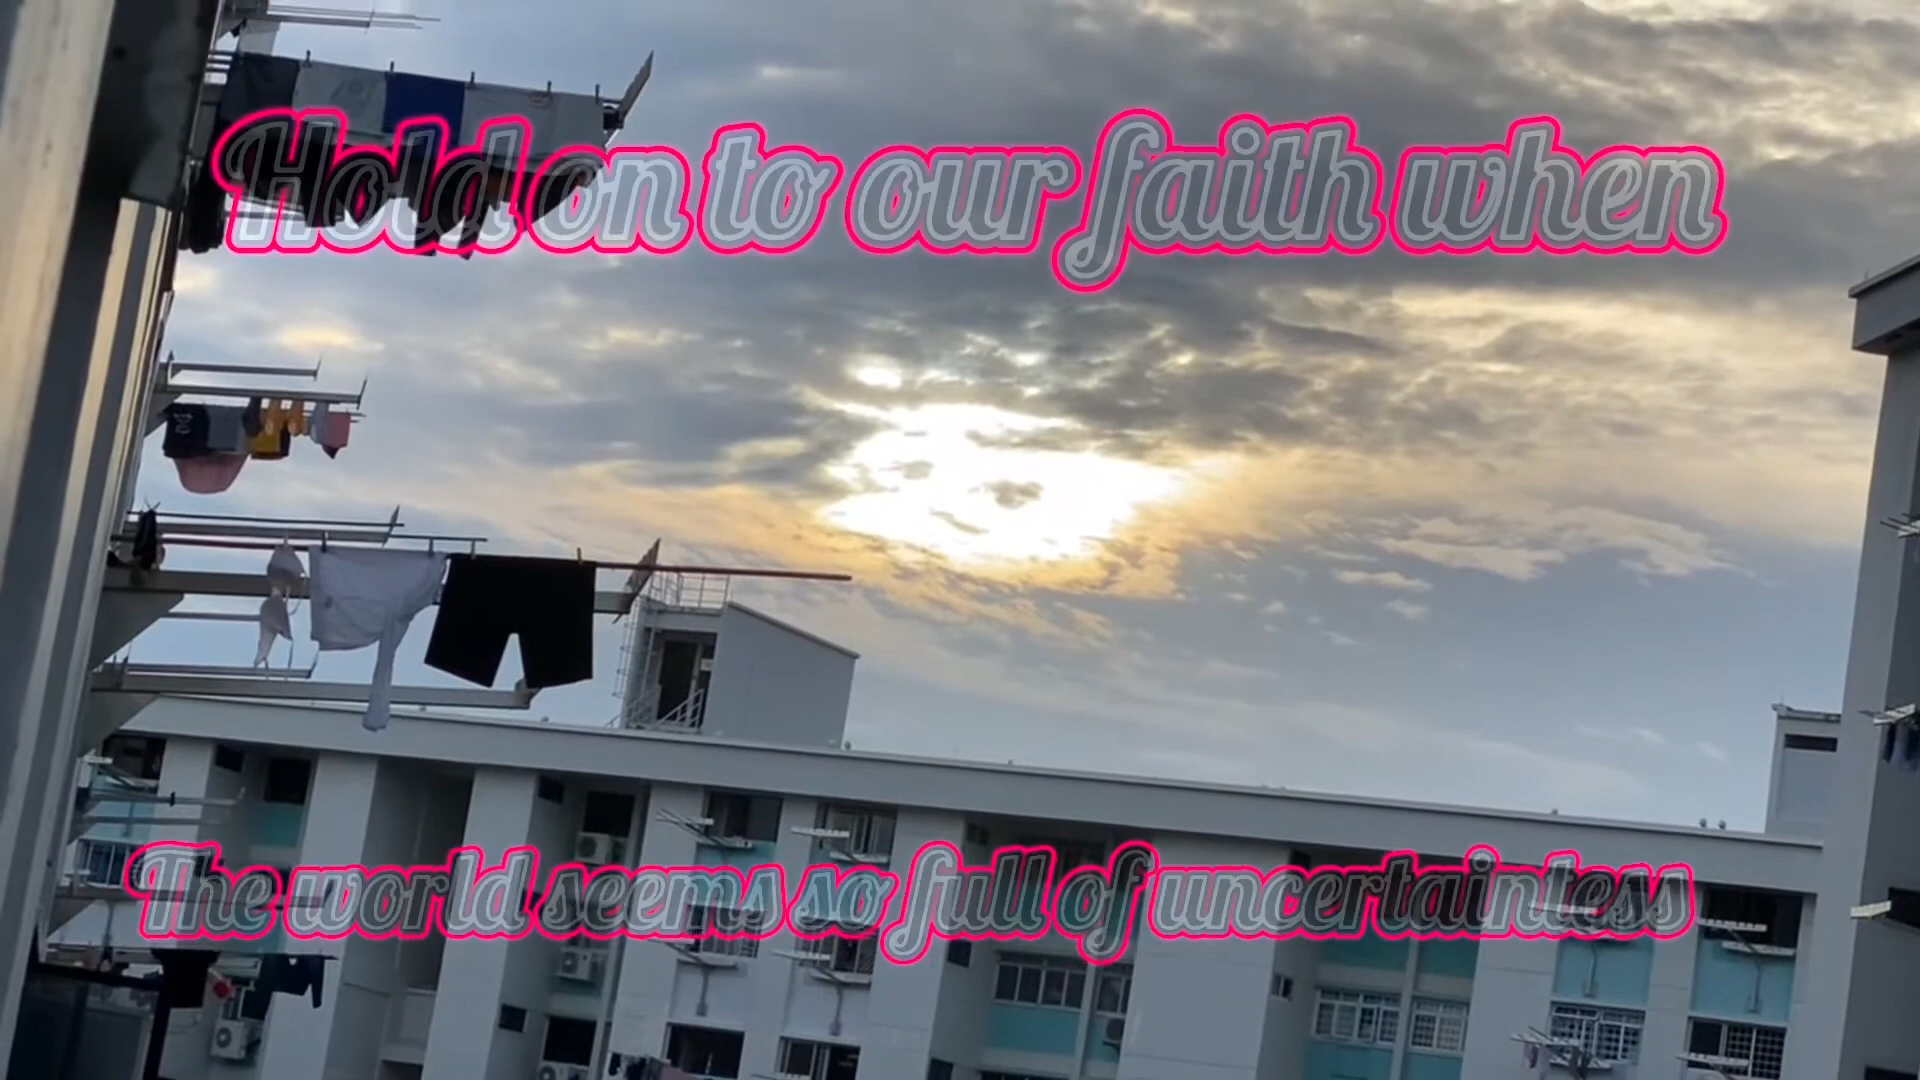 Hold on to our faith when
The world seems so full of uncertaintess